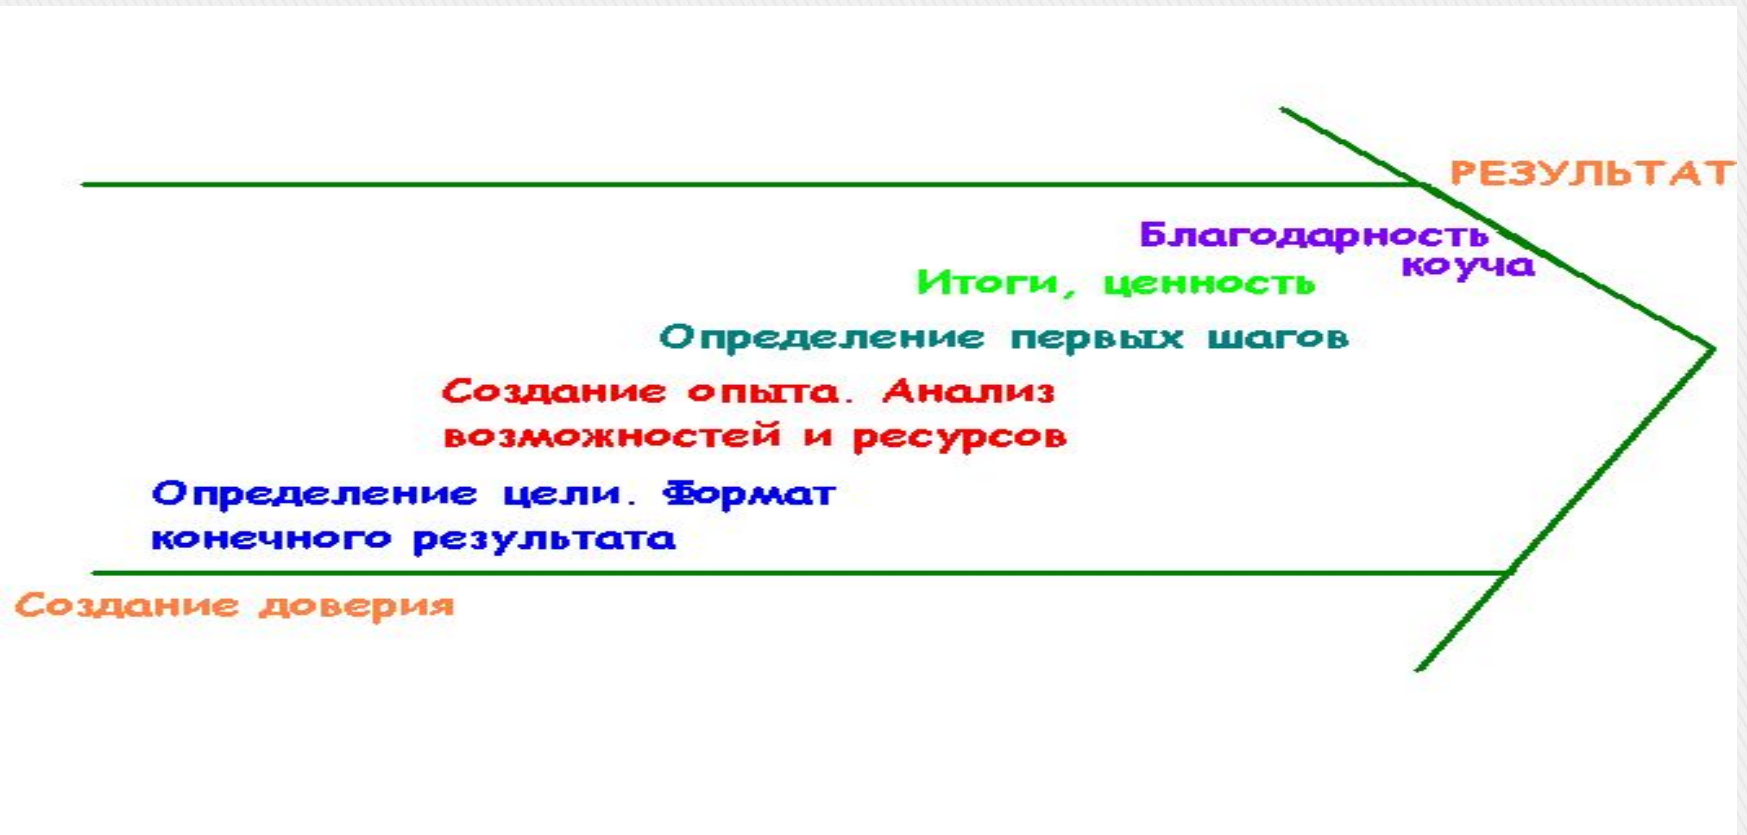 РЕЗУЛЬТАТ
Благодарность
коуча
Итоги, ценность
Определение первых шагов
Создание опыта. Анализ
возможностей и ресурсов
Определение цели. Формат
конечного результата
Создание доверия